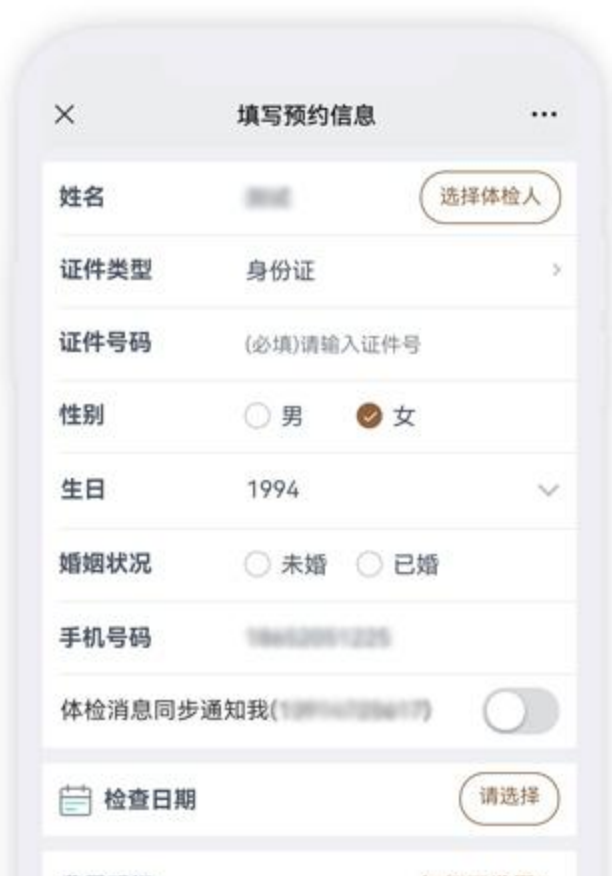 填写预约信息
姓名 选择体检人
证件类型 身份证
证件号码 (必填)请输入证件号
性别 男 女
生日 1994
婚姻状况 未婚 已婚
手机号码
体检消息同步通知我( )
检查日期 请选择